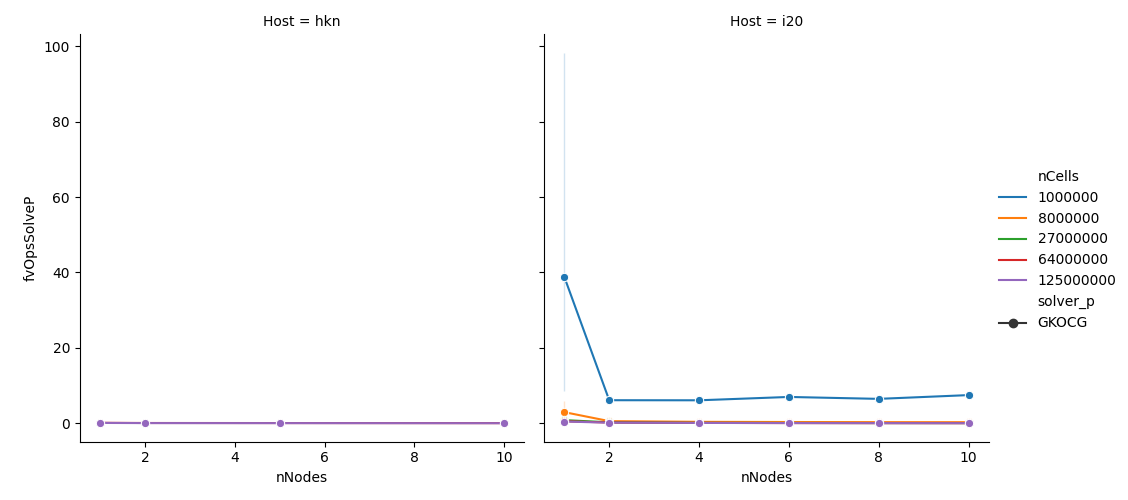 Host = hkn
Host = i20
100
80
60
40
20
0
fvOpsSolveP
2
4
6
8
10
nNodes
2
4
6
8
10
nNodes
nCells
1000000
8000000
27000000
64000000
125000000
solver_p
GKOCG